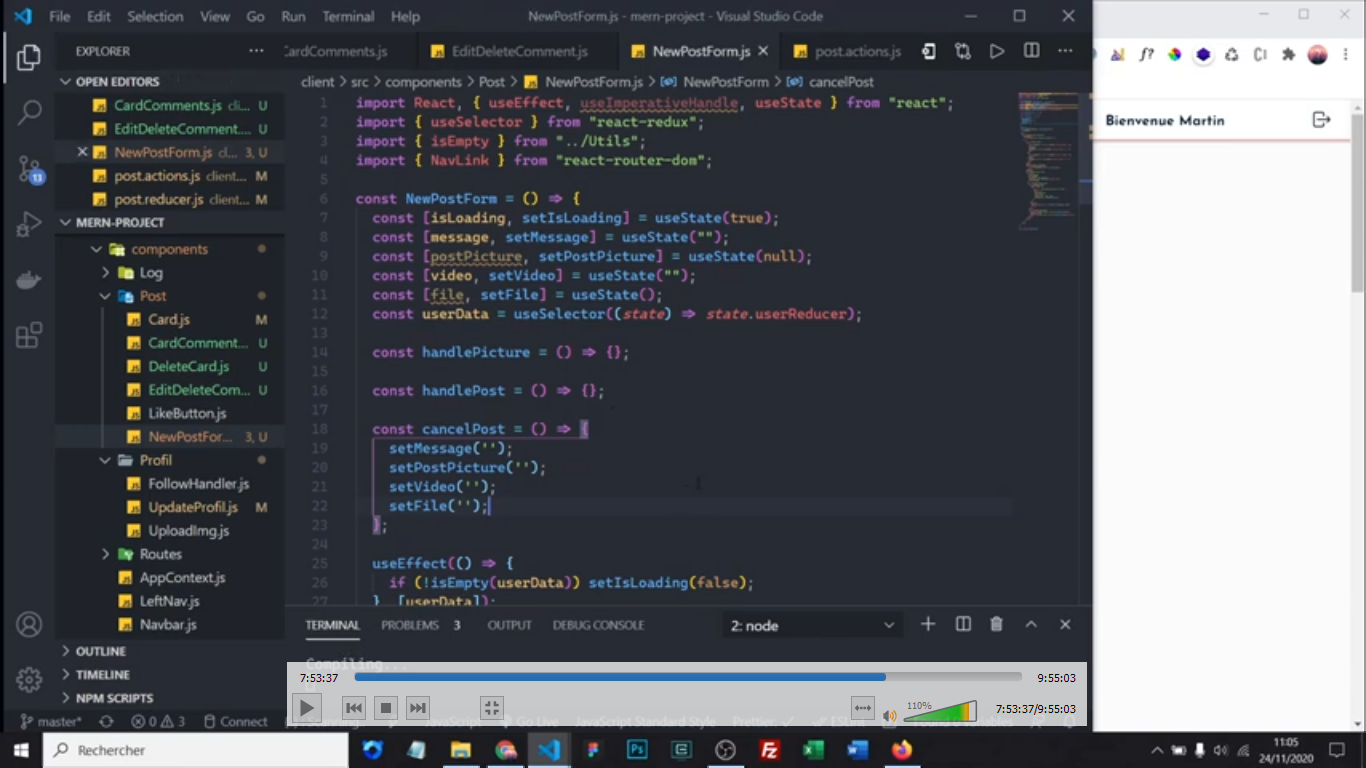 File Edit Selection View Go Run Terminal Help NewPostForm.js - mern-project - Visual Studio Code
EXPLORER
CardComments.js EditDeleteComment.js NewPostForm.js post.actions.js
OPEN EDITORS
CardComments.js cli... U
EditDeleteComment.... U
NewPostForm.js cl... 3, U
post.actions.js client... M
post.reducer.js client... M
MERN-PROJECT
components
Log
Post
Card.js M
CardComment... U
DeleteCard.js U
EditDeleteCom... U
LikeButton.js
NewPostFor... 3, U
Profil
FollowHandler.js
UpdateProfil.js M
UploadImg.js
Routes
AppContext.js
LeftNav.js
Navbar.js
OUTLINE
TIMELINE
NPM SCRIPTS
13
client > src > components > Post > NewPostForm.js > NewPostForm > cancelPost
1 import React, { useEffect, useImperativeHandle, useState } from "react";
2 import { useSelector } from "react-redux";
3 import { isEmpty } from "../Utils";
4 import { NavLink } from "react-router-dom";
5
6 const NewPostForm = () => {
7 const [isLoading, setIsLoading] = useState(true);
8 const [message, setMessage] = useState("");
9 const [postPicture, setPostPicture] = useState(null);
10 const [video, setVideo] = useState("");
11 const [file, setFile] = useState();
12 const userData = useSelector((state) => state.userReducer);
13
14 const handlePicture = () => {};
15
16 const handlePost = () => {};
17
18 const cancelPost = () => {
19 setMessage('');
20 setPostPicture('');
21 setVideo('');
22 setFile('');
23 };
24
25 useEffect(() => {
26 if (!isEmpty(userData)) setIsLoading(false);
27 }, [userData]);
TERMINAL PROBLEMS 3 OUTPUT DEBUG CONSOLE 2: node
Compiling...
7:53:37 9:55:03
110% 7:53:37/9:55:03
master* 0 3 Connect JavaScript Go Live JavaScript Standard Style Prettier
Bienvenue Martin
Rechercher
11:05
24/11/2020